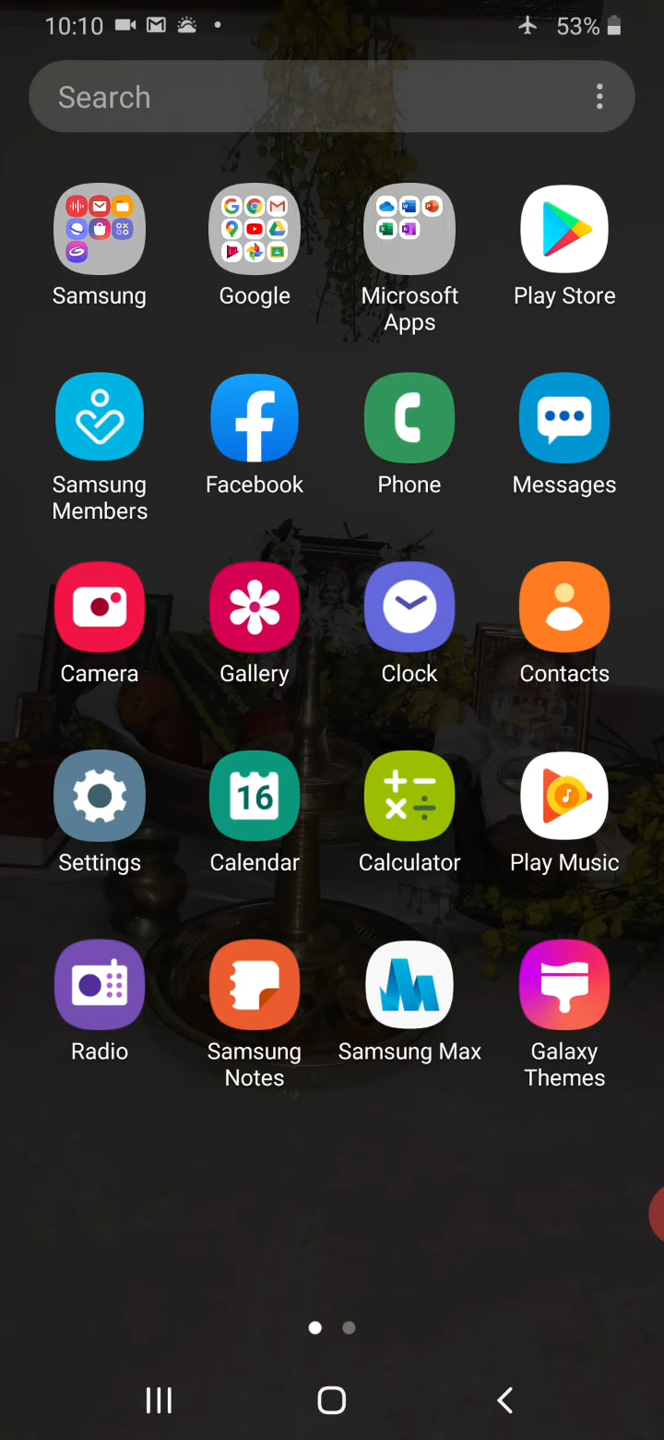 10:10 53%
Search
Samsung Google Microsoft Apps Play Store
Samsung Members Facebook Phone Messages
Camera Gallery Clock Contacts
16
Settings Calendar Calculator Play Music
Radio Samsung Notes Samsung Max Galaxy Themes